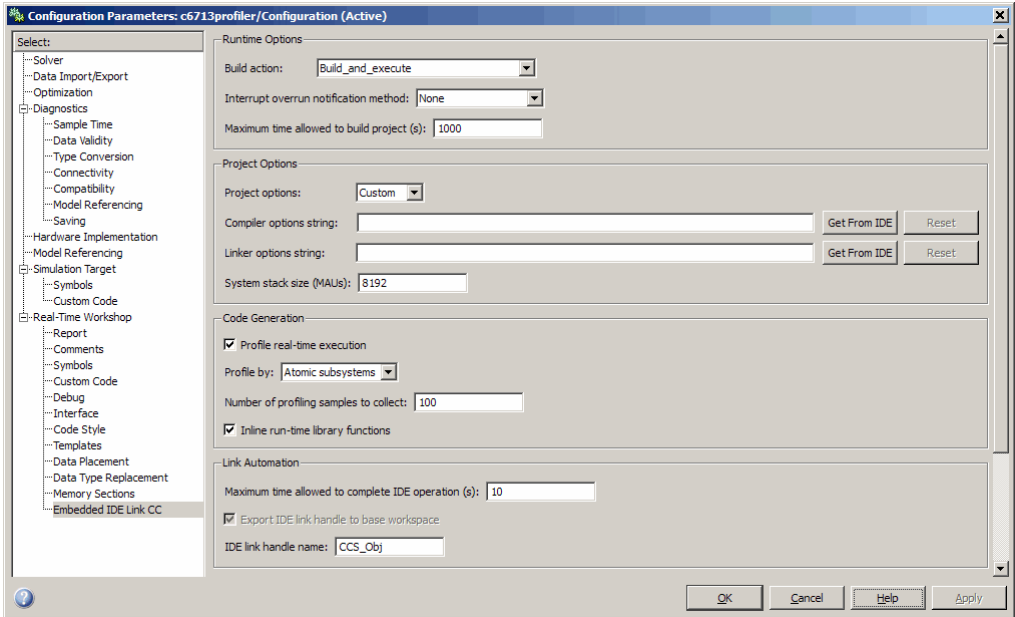 Configuration Parameters: c6713profiler/Configuration (Active)
Select:
Solver
Data Import/Export
Optimization
Diagnostics
Sample Time
Data Validity
Type Conversion
Connectivity
Compatibility
Model Referencing
Saving
Hardware Implementation
Model Referencing
Simulation Target
Symbols
Custom Code
Real-Time Workshop
Report
Comments
Symbols
Custom Code
Debug
Interface
Code Style
Templates
Data Placement
Data Type Replacement
Memory Sections
Embedded IDE Link CC
Runtime Options
Build action: Build_and_execute
Interrupt overrun notification method: None
Maximum time allowed to build project (s): 1000
Project Options
Project options: Custom
Compiler options string: Get From IDE Reset
Linker options string: Get From IDE Reset
System stack size (MAUs): 8192
Code Generation
Profile real-time execution
Profile by: Atomic subsystems
Number of profiling samples to collect: 100
Inline run-time library functions
Link Automation
Maximum time allowed to complete IDE operation (s): 10
Export IDE link handle to base workspace
IDE link handle name: CCS_Obj
OK Cancel Help Apply